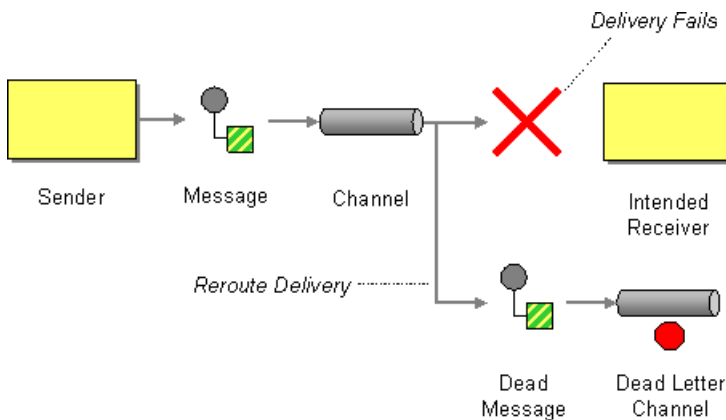 Delivery Fails
Sender
Message
Channel
Intended
Receiver
Reroute Delivery
Dead
Message
Dead Letter
Channel